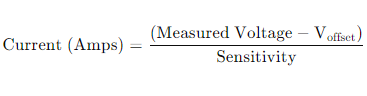 Current (Amps) = (Measured Voltage − V_offset) / Sensitivity